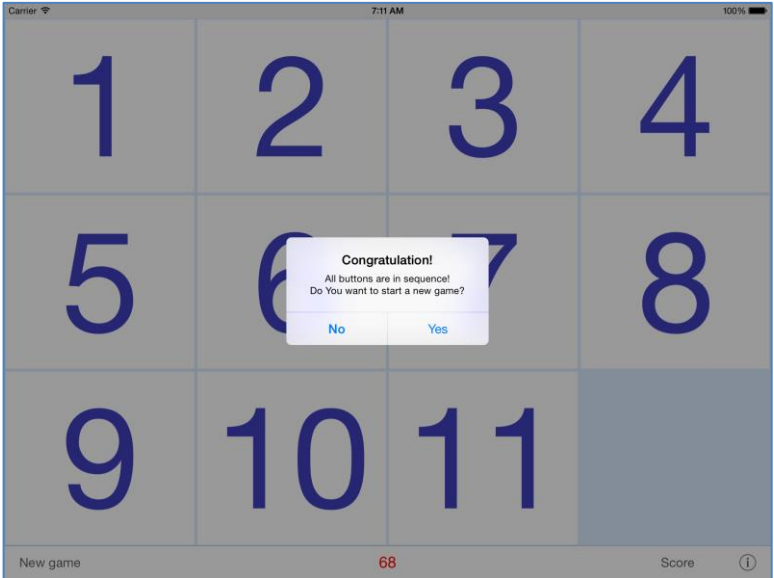 Carrier 7:11 AM 100%
1 2 3 4
5 6 7 8
Congratulation!
All buttons are in sequence!
Do You want to start a new game?
No Yes
9 10 11
New game 68 Score i